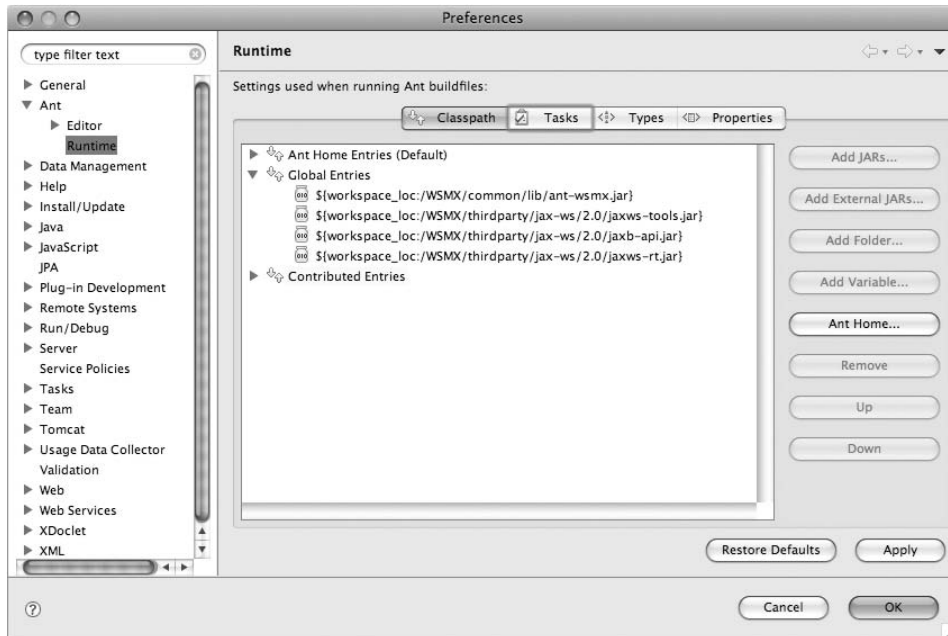 Preferences
type filter text
General
Ant
Editor
Runtime
Data Management
Help
Install/Update
Java
JavaScript
JPA
Plug-in Development
Remote Systems
Run/Debug
Server
Service Policies
Tasks
Team
Tomcat
Usage Data Collector
Validation
Web
Web Services
XDoclet
XML
Runtime
Settings used when running Ant buildfiles:
Classpath Tasks Types Properties
Ant Home Entries (Default)
Global Entries
${workspace_loc:/WSMX/common/lib/ant-wsmx.jar}
${workspace_loc:/WSMX/thirdparty/jax-ws/2.0/jaxws-tools.jar}
${workspace_loc:/WSMX/thirdparty/jax-ws/2.0/jaxb-api.jar}
${workspace_loc:/WSMX/thirdparty/jax-ws/2.0/jaxws-rt.jar}
Contributed Entries
Add JARs...
Add External JARs...
Add Folder...
Add Variable...
Ant Home...
Remove
Up
Down
Restore Defaults Apply
? Cancel OK